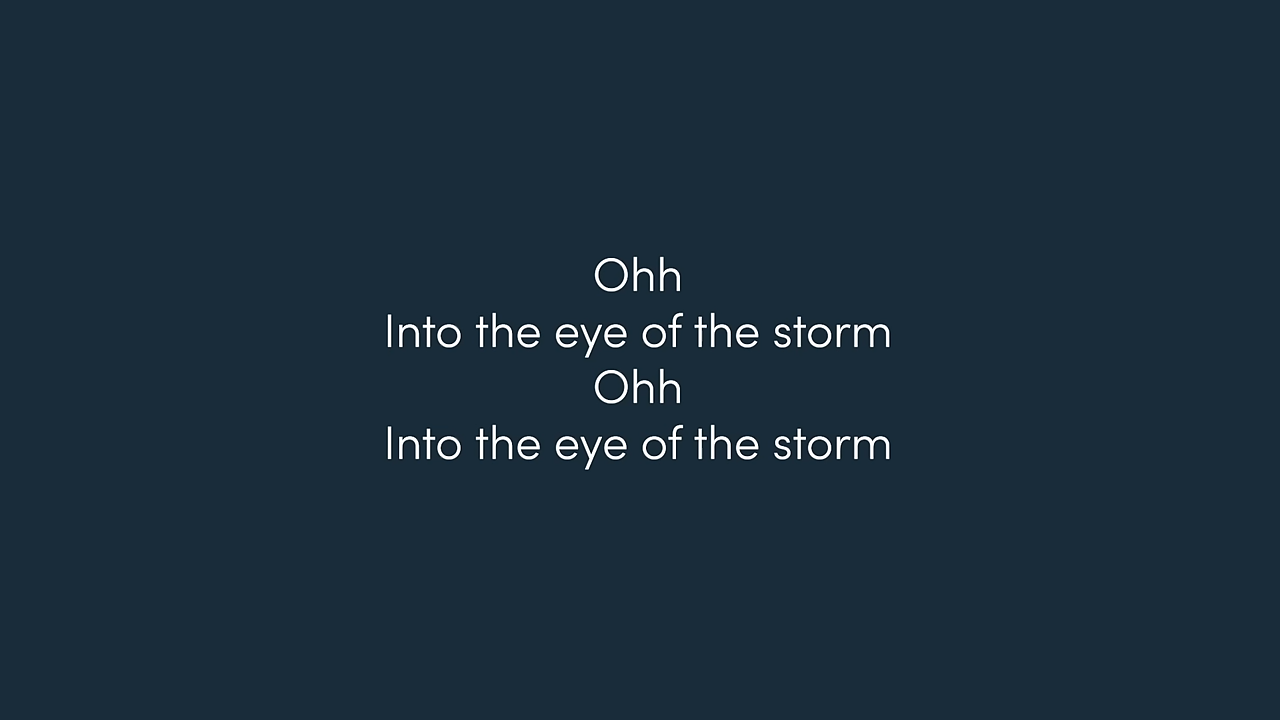 Ohh
Into the eye of the storm
Ohh
Into the eye of the storm